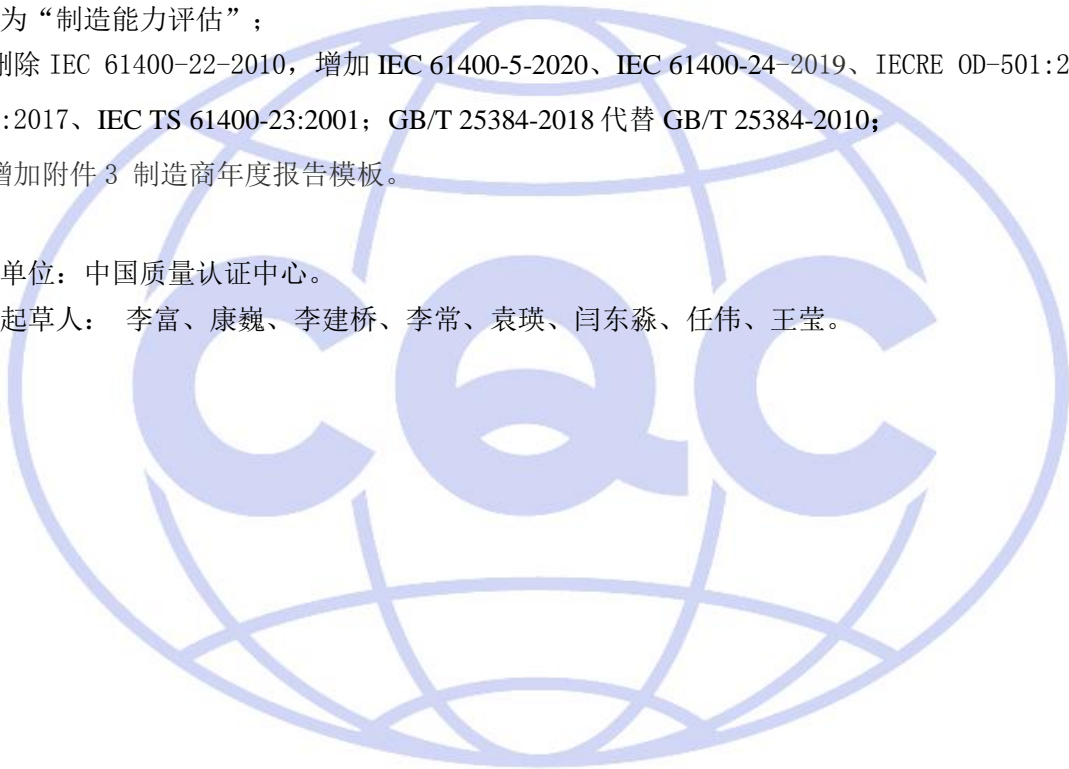 为“制造能力评估”；
删除 IEC 61400-22-2010，增加 IEC 61400-5-2020、IEC 61400-24-2019、IECRE OD-501:2
:2017、IEC TS 61400-23:2001；GB/T 25384-2018 代替 GB/T 25384-2010；
增加附件 3 制造商年度报告模板。
单位：中国质量认证中心。
起草人： 李富、康巍、李建桥、李常、袁瑛、闫东淼、任伟、王莹。
CQC